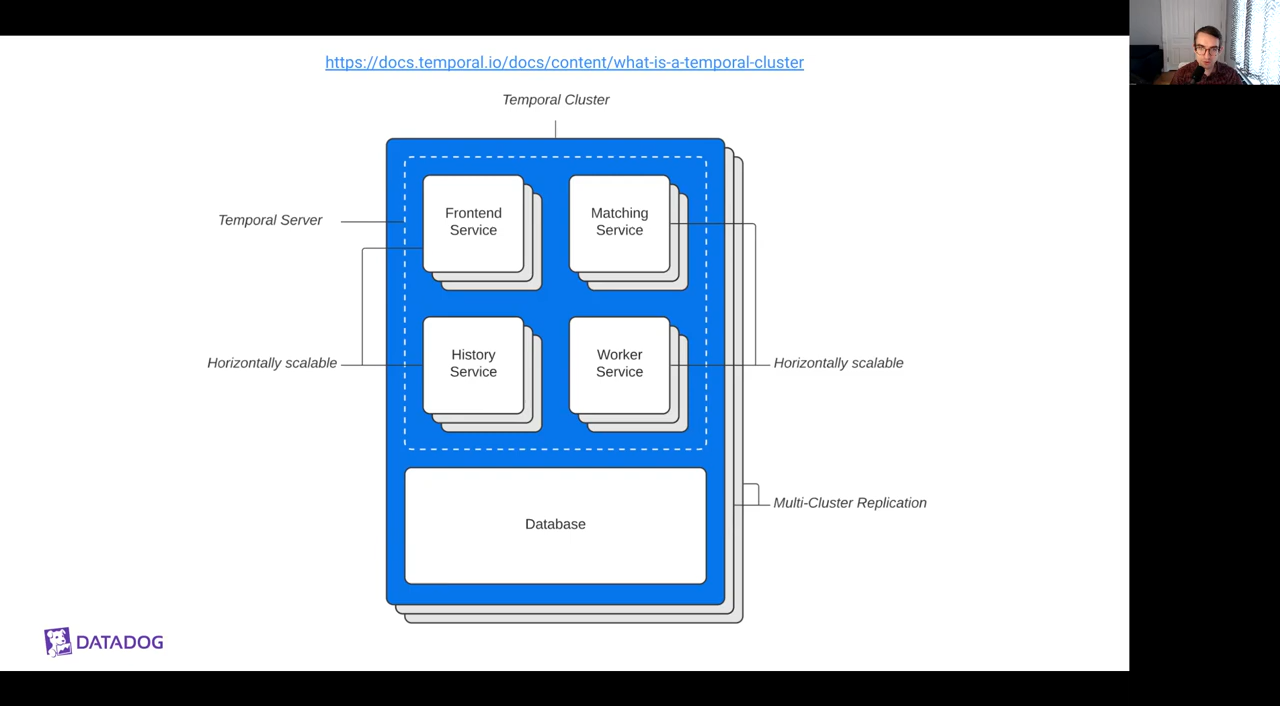 https://docs.temporal.io/docs/content/what-is-a-temporal-cluster
Temporal Cluster
Temporal Server
Frontend
Service
Matching
Service
Horizontally scalable
History
Service
Worker
Service
Horizontally scalable
Database
Multi-Cluster Replication
DATADOG